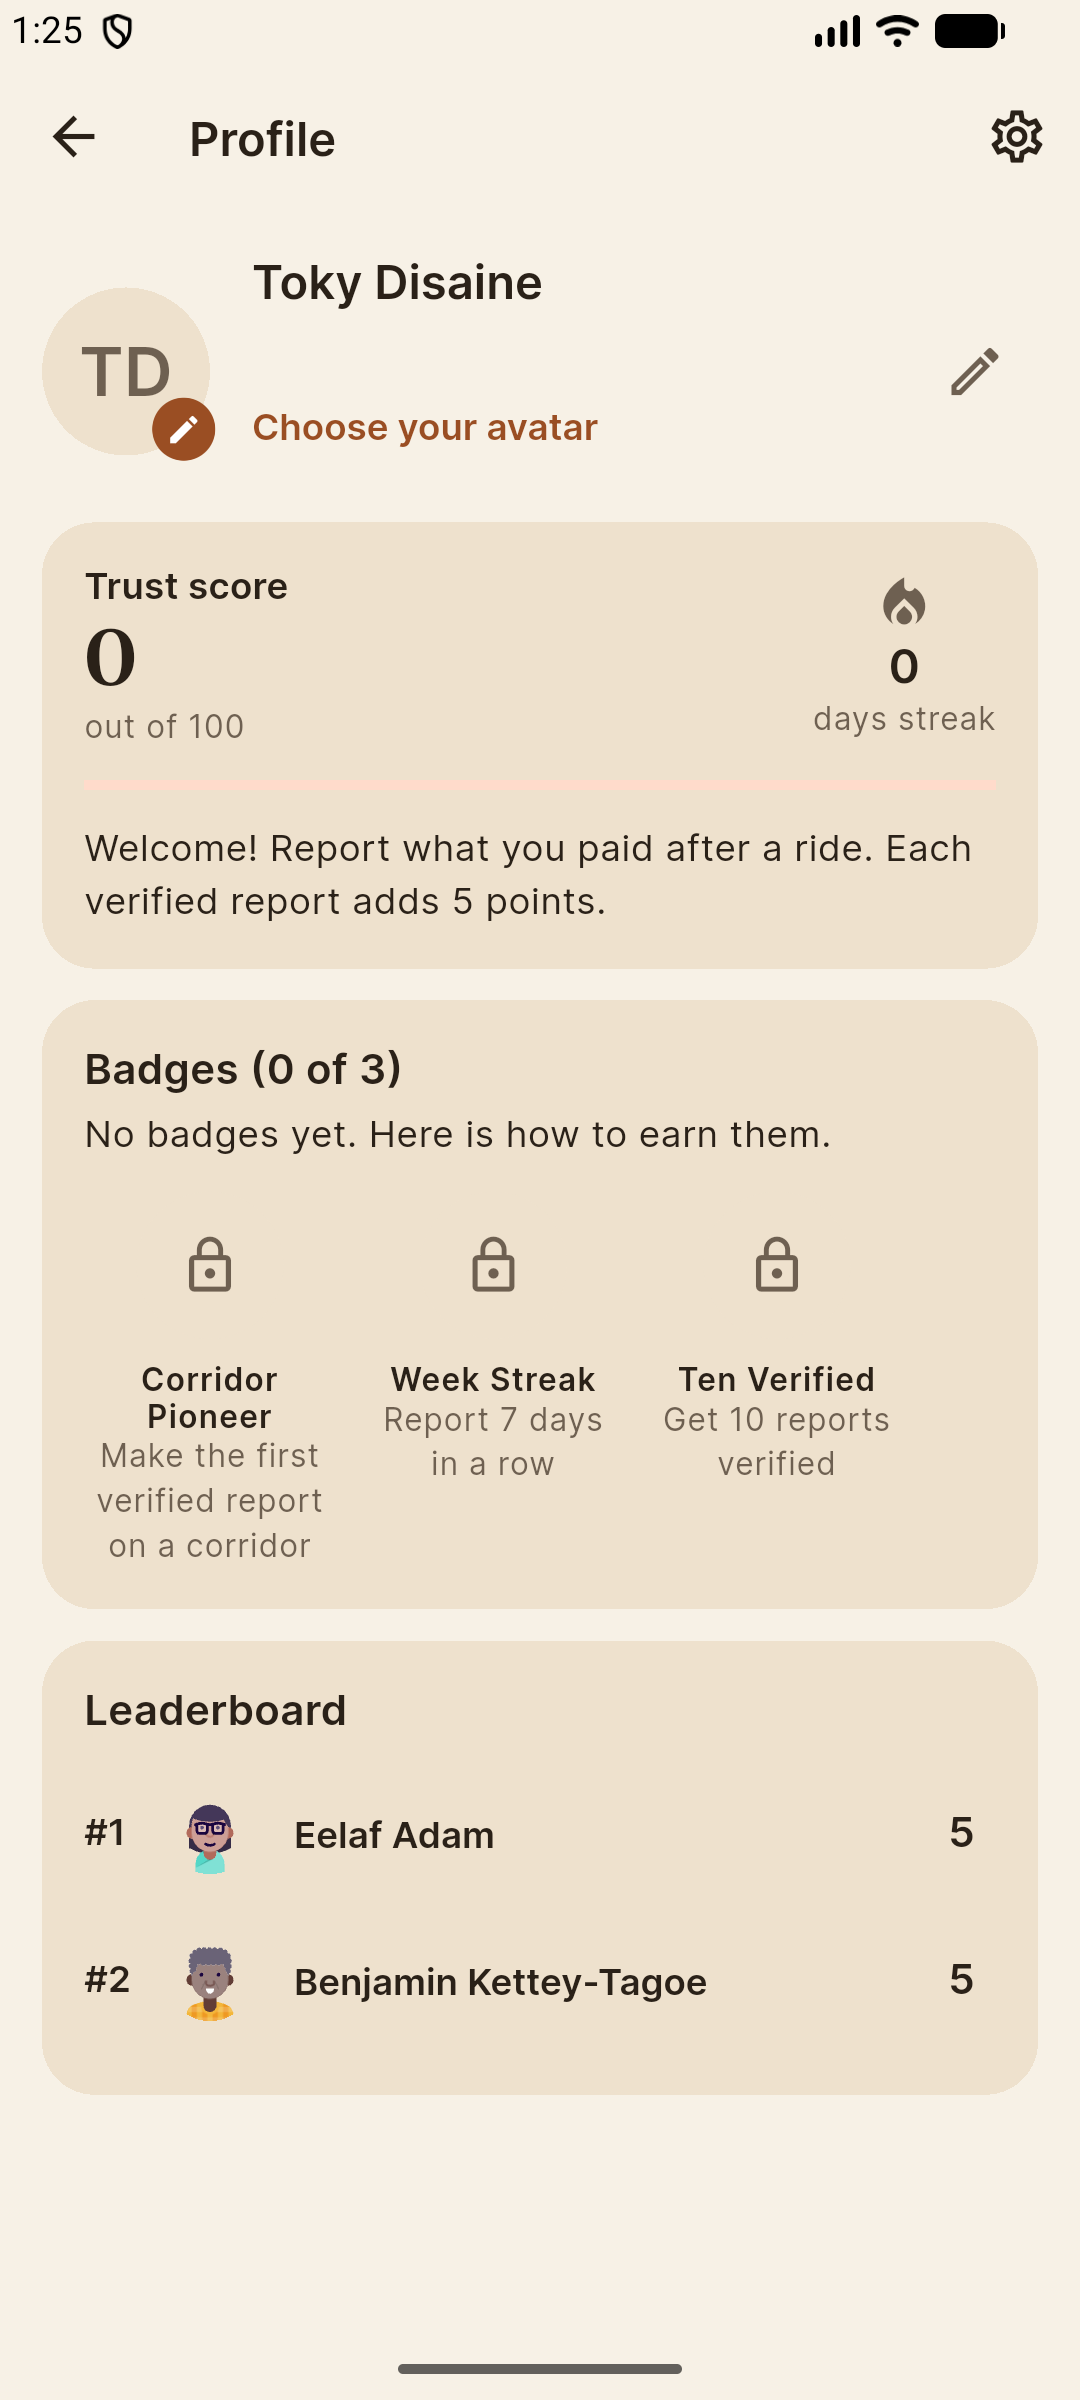 1:25
Profile
Toky Disaine
TD
Choose your avatar
Trust score
0
out of 100
0
days streak
Welcome! Report what you paid after a ride. Each
verified report adds 5 points.
Badges (0 of 3)
No badges yet. Here is how to earn them.
Corridor
Pioneer
Make the first
verified report
on a corridor
Week Streak
Report 7 days
in a row
Ten Verified
Get 10 reports
verified
Leaderboard
#1 Eelaf Adam 5
#2 Benjamin Kettey-Tagoe 5